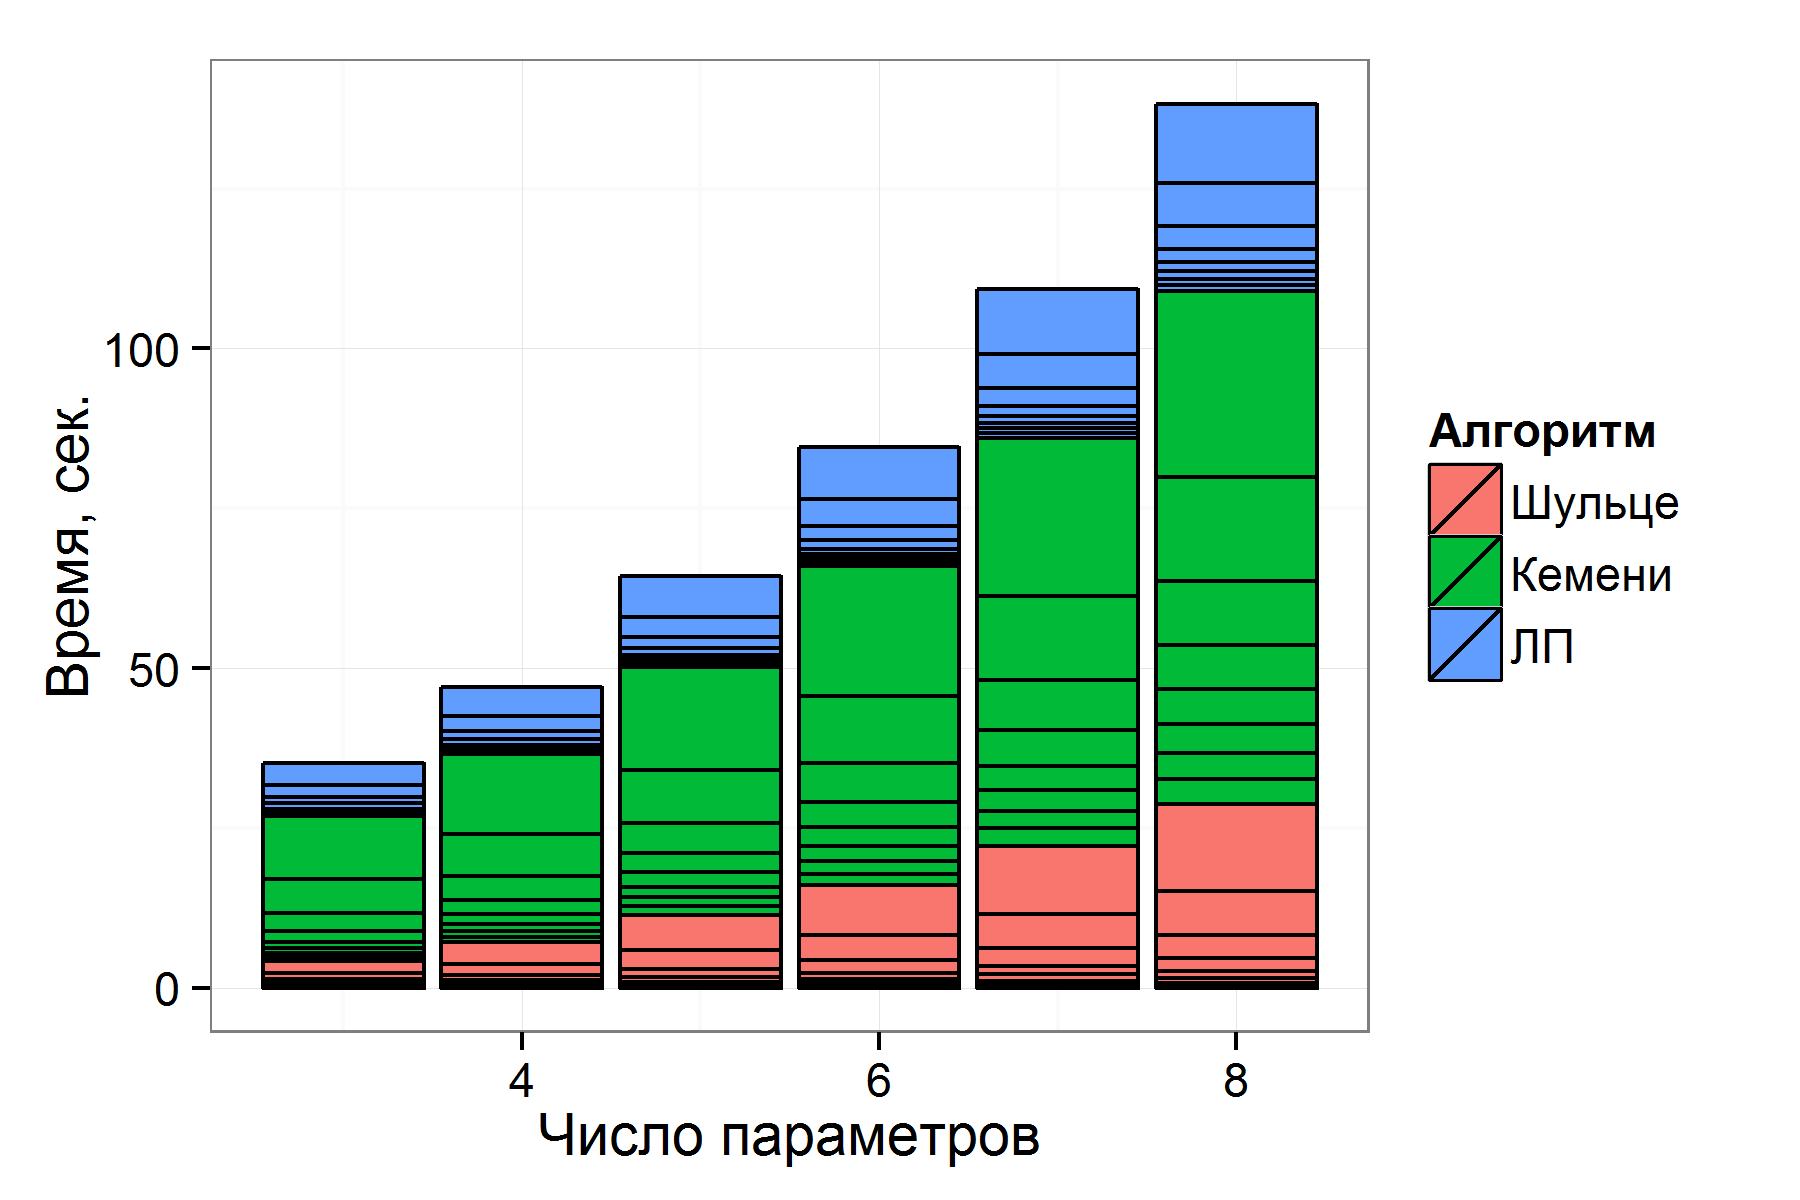 100
50
0
Время, сек.
4
6
8
Число параметров
Алгоритм
Шульце
Кемени
ЛП